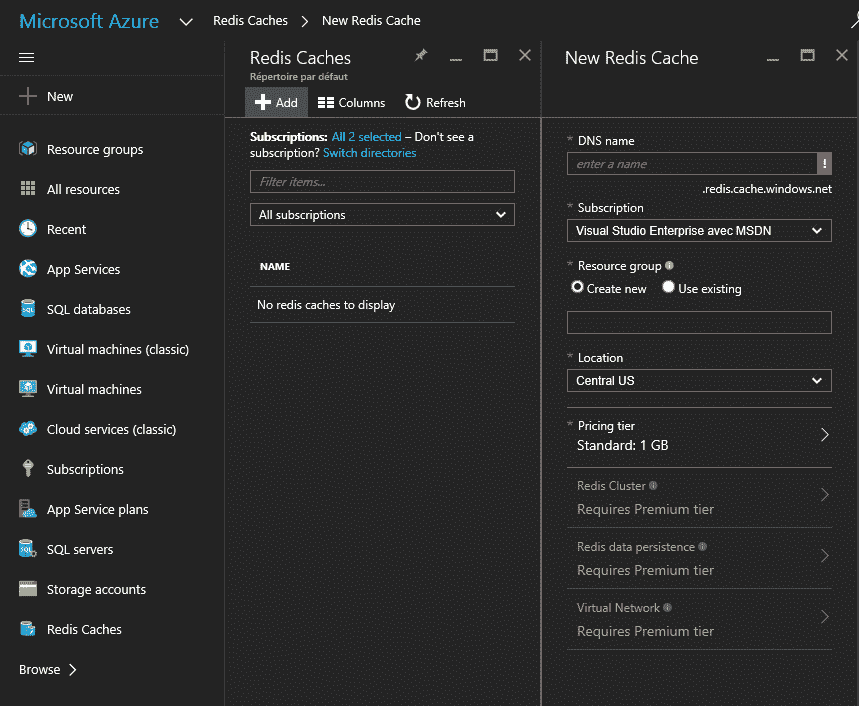 Microsoft Azure
Redis Caches
New Redis Cache
New
Resource groups
All resources
Recent
App Services
SQL databases
Virtual machines (classic)
Virtual machines
Cloud services (classic)
Subscriptions
App Service plans
SQL servers
Storage accounts
Redis Caches
Browse
Redis Caches
Répertoire par défaut
Add
Columns
Refresh
Subscriptions: All 2 selected – Don't see a
subscription? Switch directories
Filter items...
All subscriptions
NAME
No redis caches to display
New Redis Cache
* DNS name
enter a name
!
.redis.cache.windows.net
* Subscription
Visual Studio Enterprise avec MSDN
* Resource group
Create new
Use existing
* Location
Central US
* Pricing tier
Standard: 1 GB
Redis Cluster
Requires Premium tier
Redis data persistence
Requires Premium tier
Virtual Network
Requires Premium tier